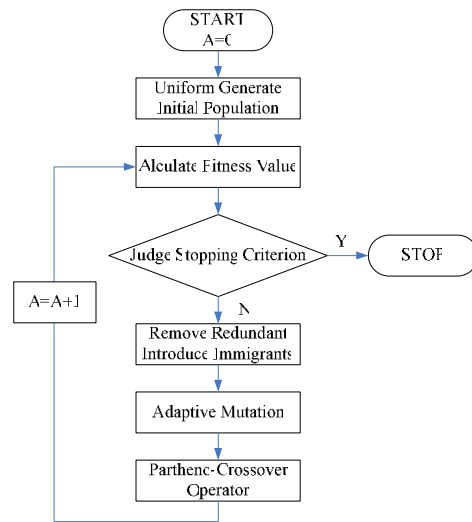 START
A=0
Uniform Generate
Initial Population
Alculate Fitness Value
Judge Stopping Criterion
Y
STOP
N
A=A+1
Remove Redundant
Introduce Immigrants
Adaptive Mutation
Partheno-Crossover
Operator